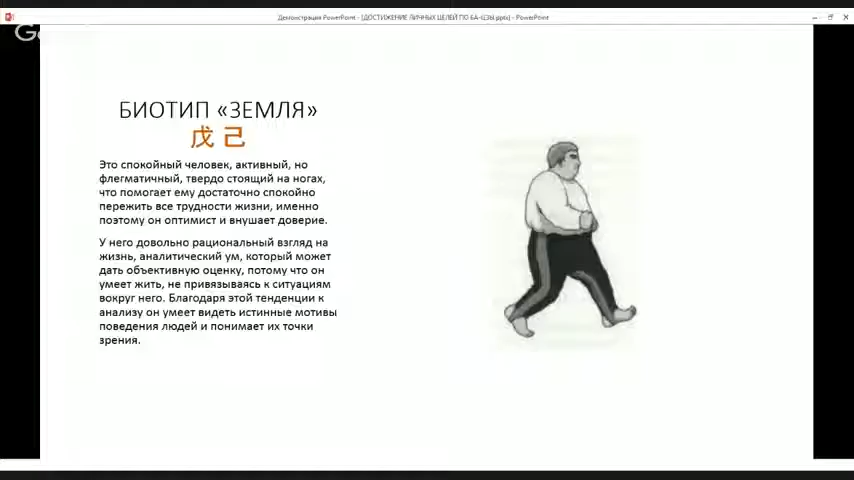 Демонстрация PowerPoint - [ДОСТИЖЕНИЕ ЛИЧНЫХ ЦЕЛЕЙ ПО БА-ЦЗЫ.pptx] - PowerPoint
БИОТИП «ЗЕМЛЯ»
戊 己
Это спокойный человек, активный, но
флегматичный, твердо стоящий на ногах,
что помогает ему достаточно спокойно
пережить все трудности жизни, именно
поэтому он оптимист и внушает доверие.
У него довольно рациональный взгляд на
жизнь, аналитический ум, который может
дать объективную оценку, потому что он
умеет жить, не привязываясь к ситуациям
вокруг него. Благодаря этой тенденции к
анализу он умеет видеть истинные мотивы
поведения людей и понимает их точки
зрения.